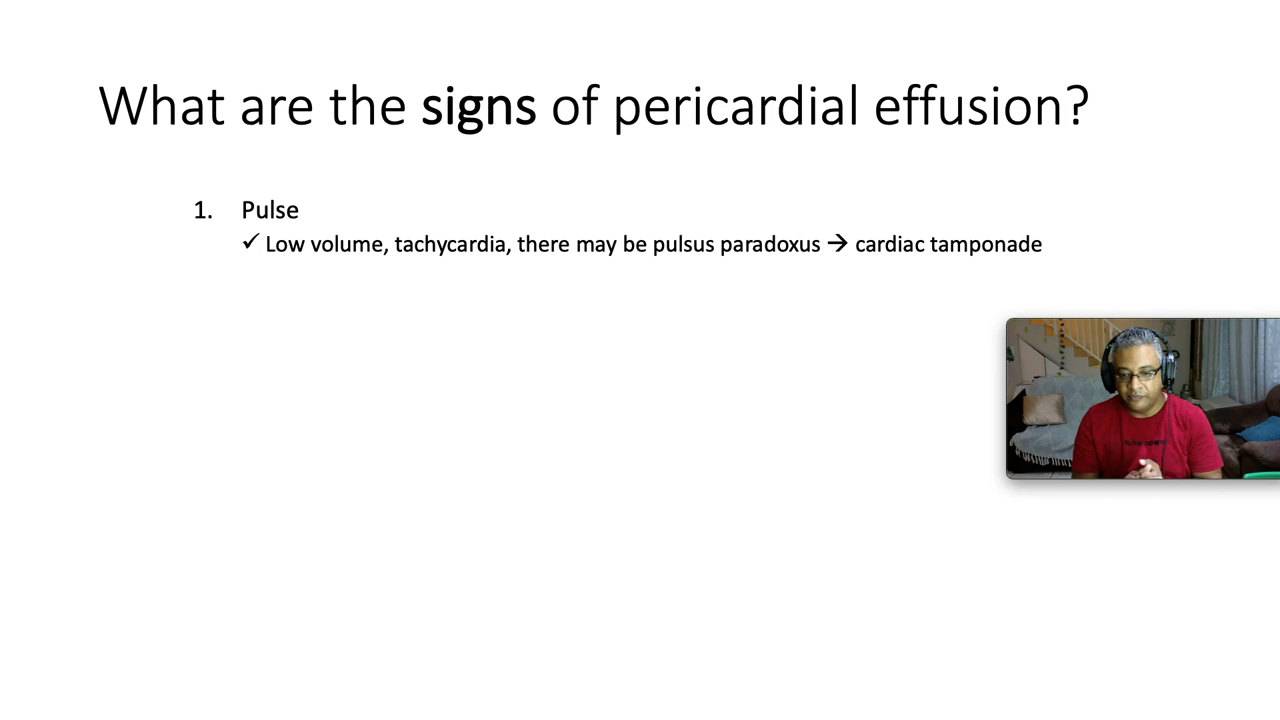 What are the signs of pericardial effusion?
1. Pulse
✓ Low volume, tachycardia, there may be pulsus paradoxus → cardiac tamponade